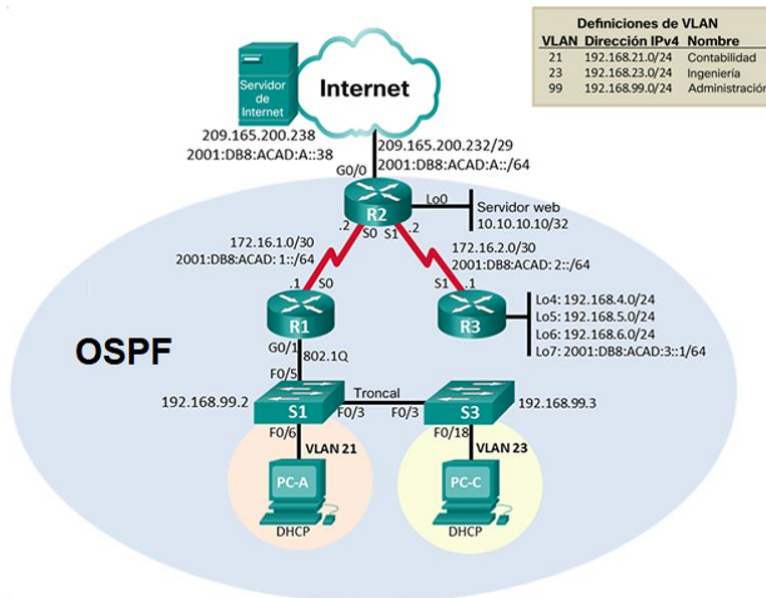 Definiciones de VLAN
VLAN Dirección IPv4 Nombre
21 192.168.21.0/24 Contabilidad
23 192.168.23.0/24 Ingeniería
99 192.168.99.0/24 Administración
Servidor
de
Internet
Internet
209.165.200.238
2001:DB8:ACAD:A::38
209.165.200.232/29
2001:DB8:ACAD:A::/64
G0/0
R2
Lo0
Servidor web
10.10.10.10/32
.2
S0
S1
.2
172.16.1.0/30
2001:DB8:ACAD: 1::/64
172.16.2.0/30
2001:DB8:ACAD: 2::/64
.1
S0
S1
.1
R1
R3
Lo4: 192.168.4.0/24
Lo5: 192.168.5.0/24
Lo6: 192.168.6.0/24
Lo7: 2001:DB8:ACAD:3::1/64
OSPF
G0/1
802.1Q
F0/5
192.168.99.2
S1
Troncal
F0/3
F0/3
S3
192.168.99.3
F0/6
VLAN 21
F0/18
VLAN 23
PC-A
DHCP
PC-C
DHCP